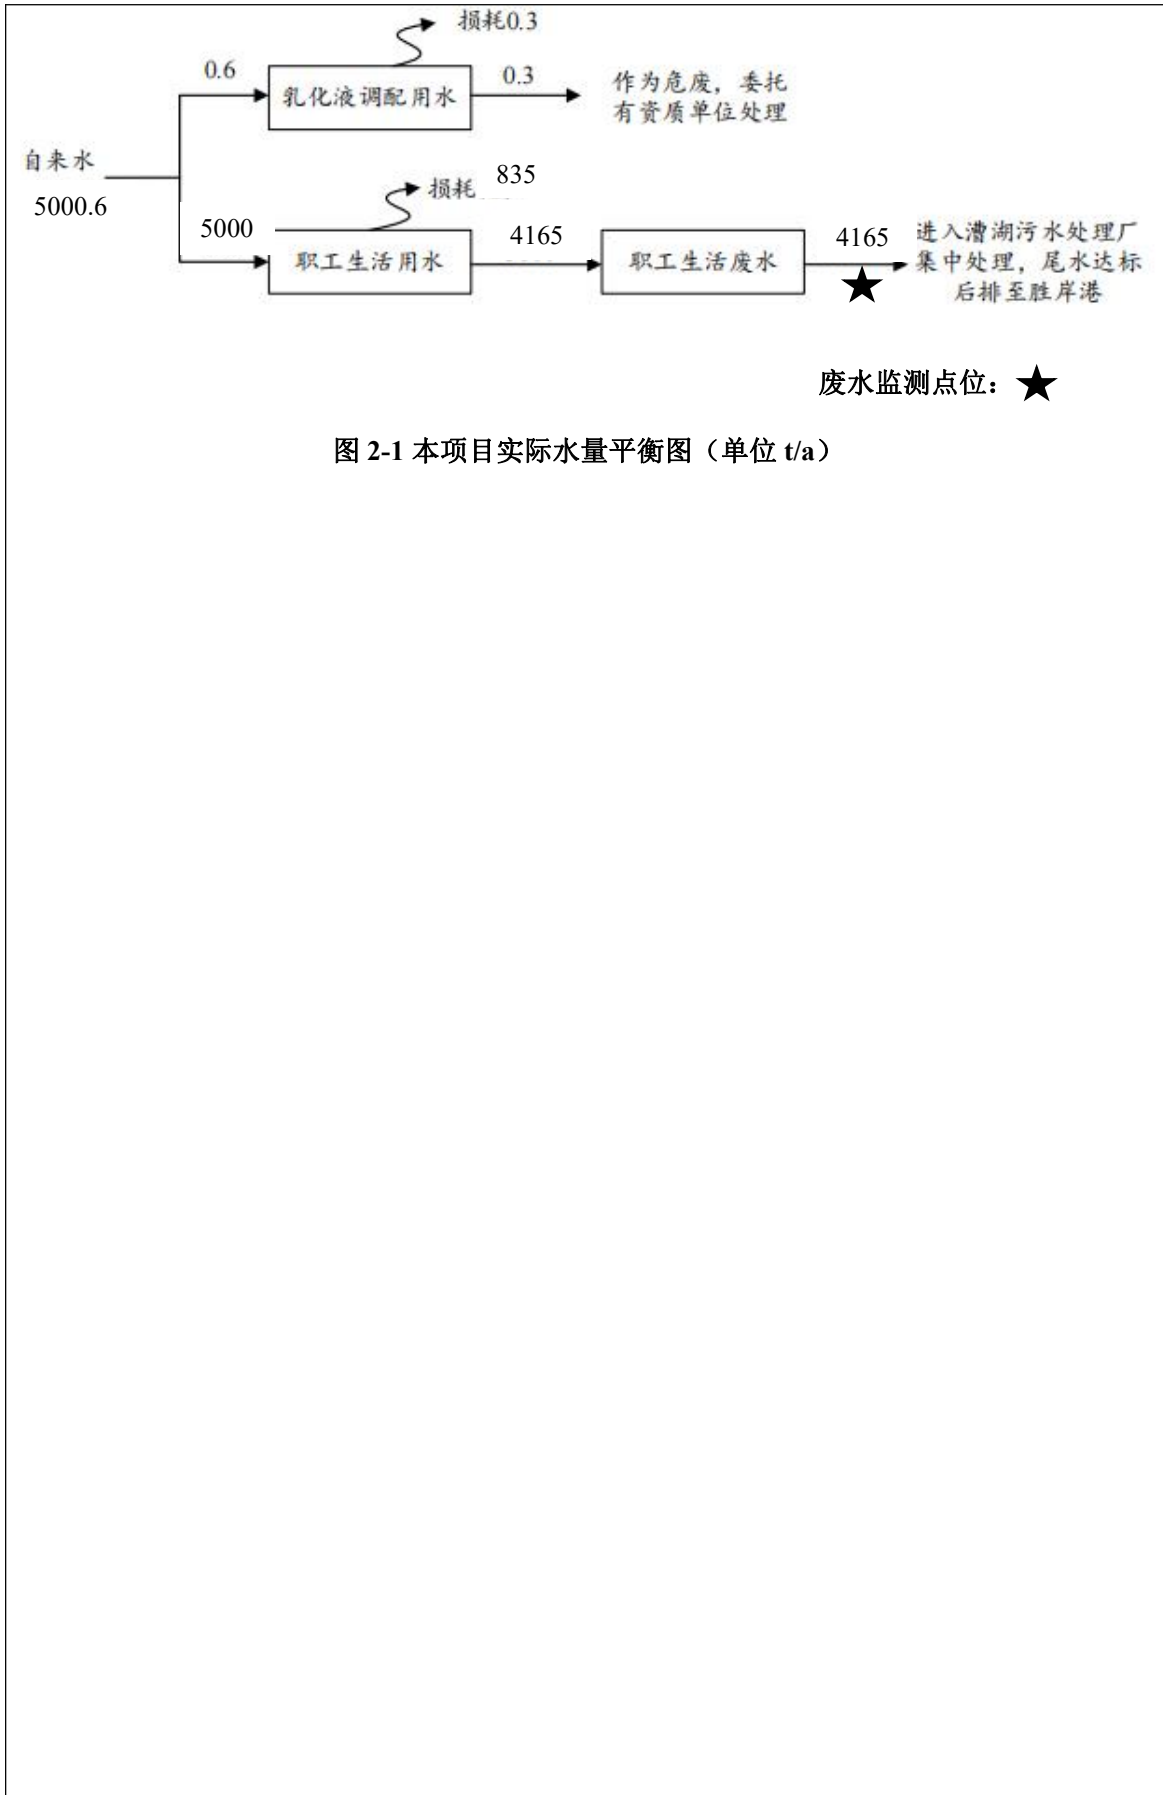 损耗0.3
0.6
乳化液调配用水
0.3
作为危废，委托
有资质单位处理
自来水
5000.6
损耗 835
5000
职工生活用水
4165
职工生活废水
4165
进入漕湖污水处理厂
集中处理，尾水达标
后排至胜岸港
废水监测点位：★
图 2-1 本项目实际水量平衡图（单位 t/a）